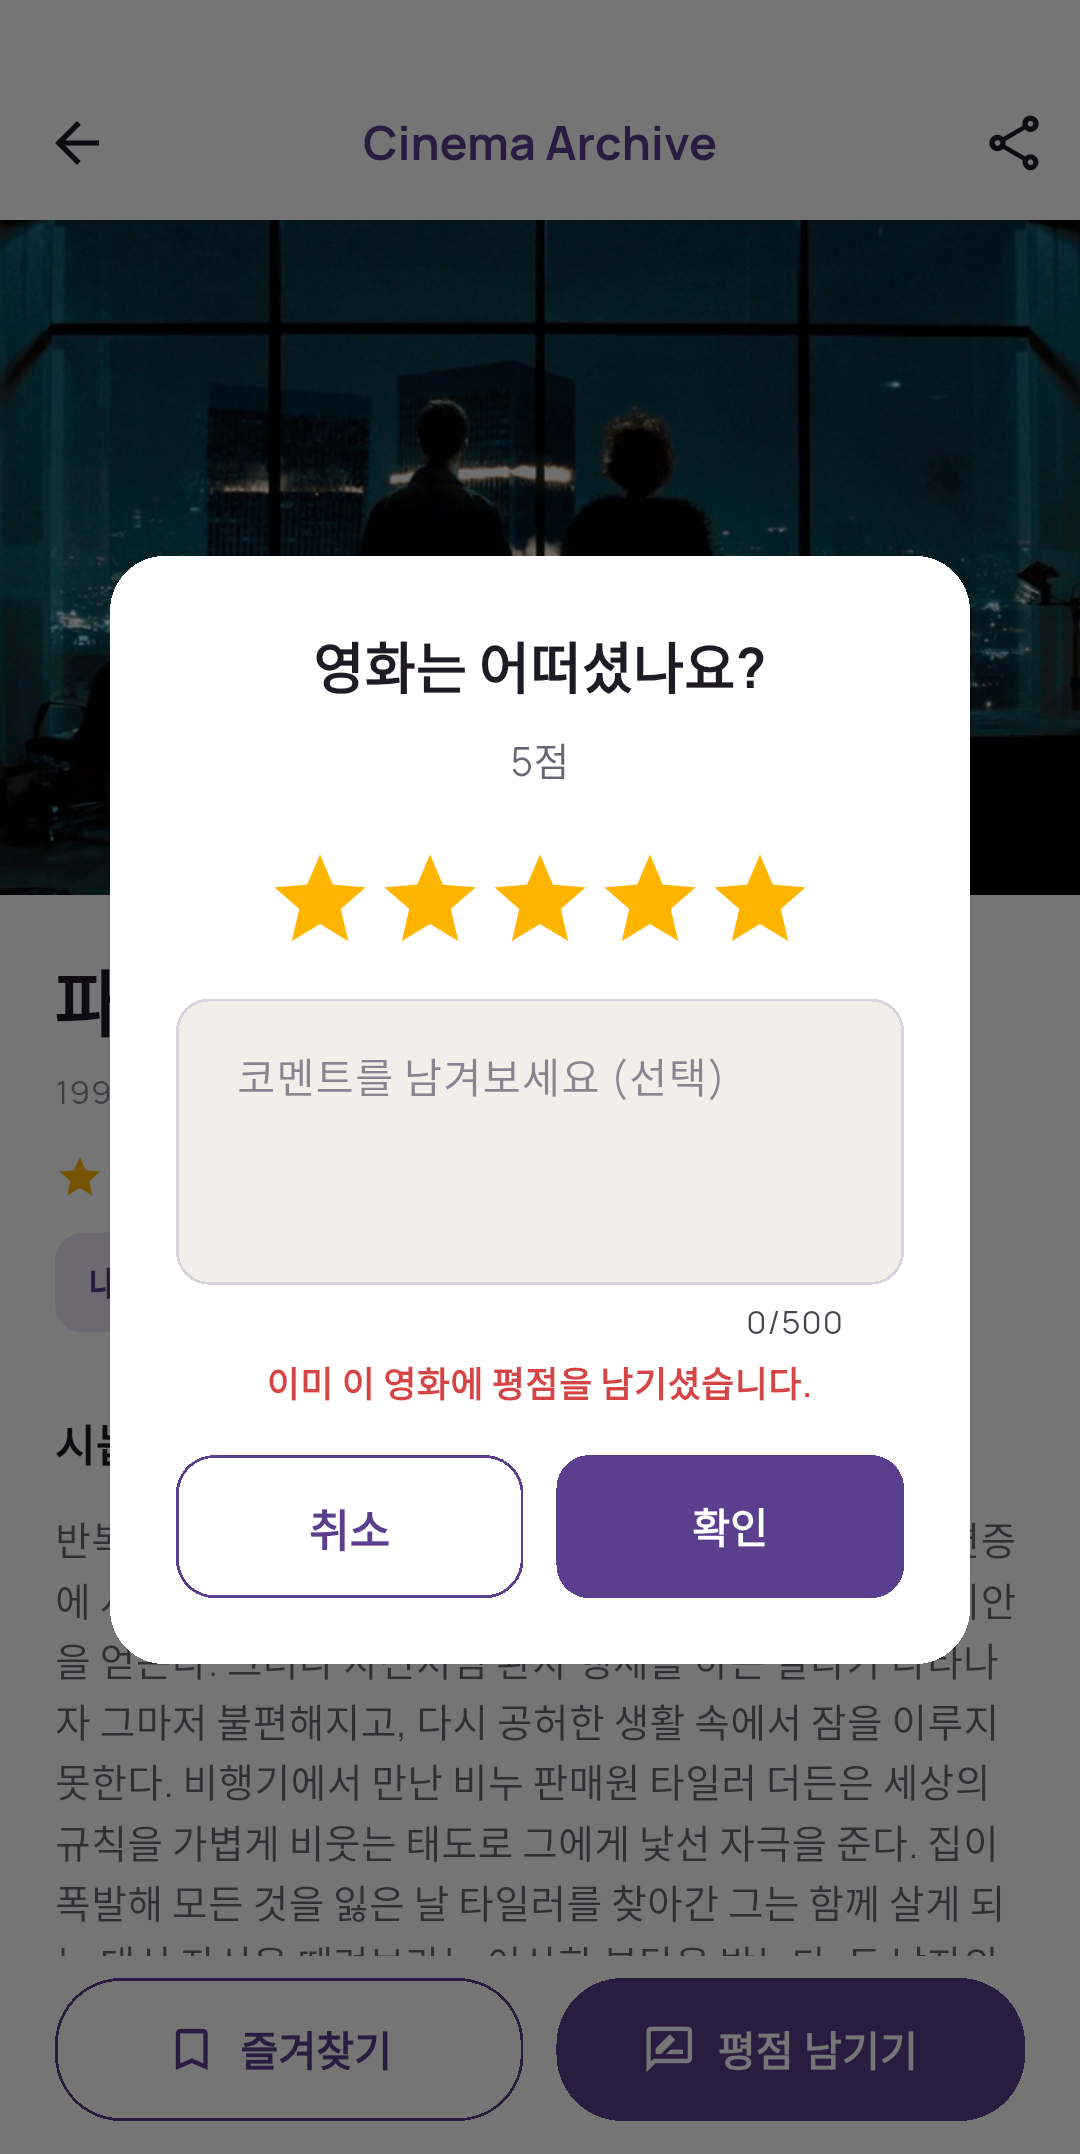 Cinema Archive
영화는 어떠셨나요?
5점
코멘트를 남겨보세요 (선택)
0/500
이미 이 영화에 평점을 남기셨습니다.
취소
확인
199
을
자 그마저 불편해지고, 다시 공허한 생활 속에서 잠을 이루지
못한다. 비행기에서 만난 비누 판매원 타일러 더든은 세상의
규칙을 가볍게 비웃는 태도로 그에게 낯선 자극을 준다. 집이
폭발해 모든 것을 잃은 날 타일러를 찾아간 그는 함께 살게 되
즐겨찾기
평점 남기기